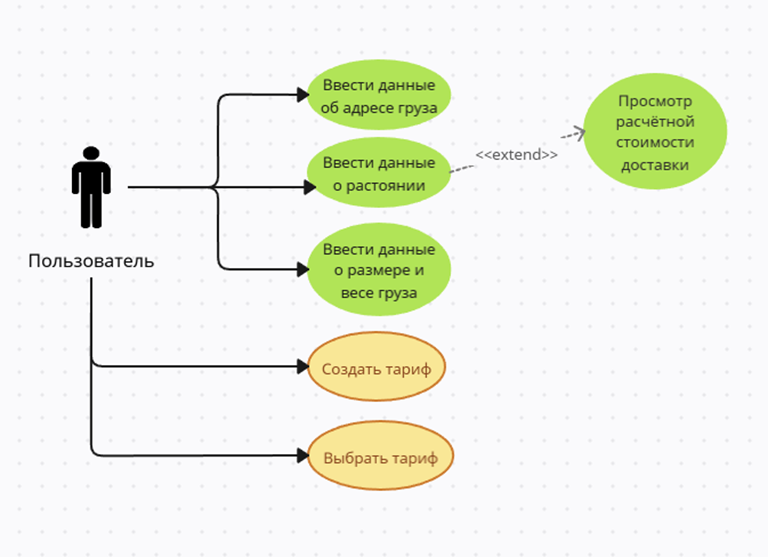 Ввести данные
об адресе груза
Просмотр
расчётной
стоимости
доставки
<<extend>>
Ввести данные
о растоянии
Пользователь
Ввести данные
о размере и
весе груза
Создать тариф
Выбрать тариф